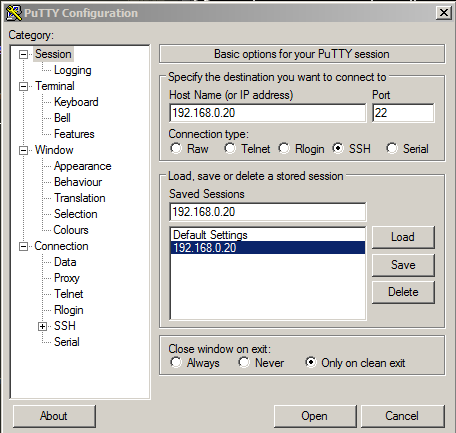 PuTTY Configuration
Category:
Session
Logging
Terminal
Keyboard
Bell
Features
Window
Appearance
Behaviour
Translation
Selection
Colours
Connection
Data
Proxy
Telnet
Rlogin
SSH
Serial
Basic options for your PuTTY session
Specify the destination you want to connect to
Host Name (or IP address) Port
192.168.0.20 22
Connection type:
Raw Telnet Rlogin SSH Serial
Load, save or delete a stored session
Saved Sessions
192.168.0.20
Default Settings
192.168.0.20
Load
Save
Delete
Close window on exit:
Always Never Only on clean exit
About Open Cancel